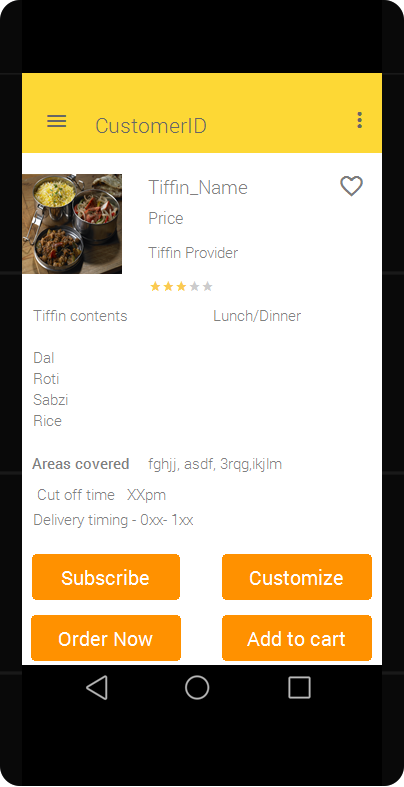 CustomerID
Tiffin_Name
Price
Tiffin Provider
Tiffin contents Lunch/Dinner
Dal
Roti
Sabzi
Rice
Areas covered fghjj, asdf, 3rqg,ikjlm
Cut off time XXpm
Delivery timing - 0xx- 1xx
Subscribe Customize
Order Now Add to cart